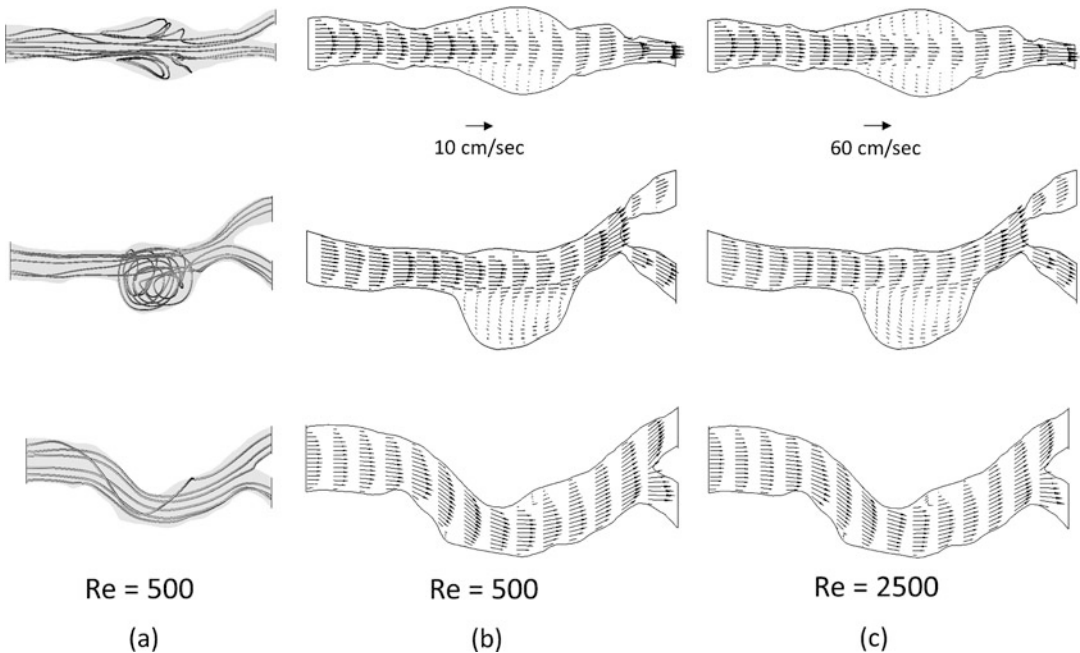 10 cm/sec
60 cm/sec
Re = 500
Re = 500
Re = 2500
(a)
(b)
(c)